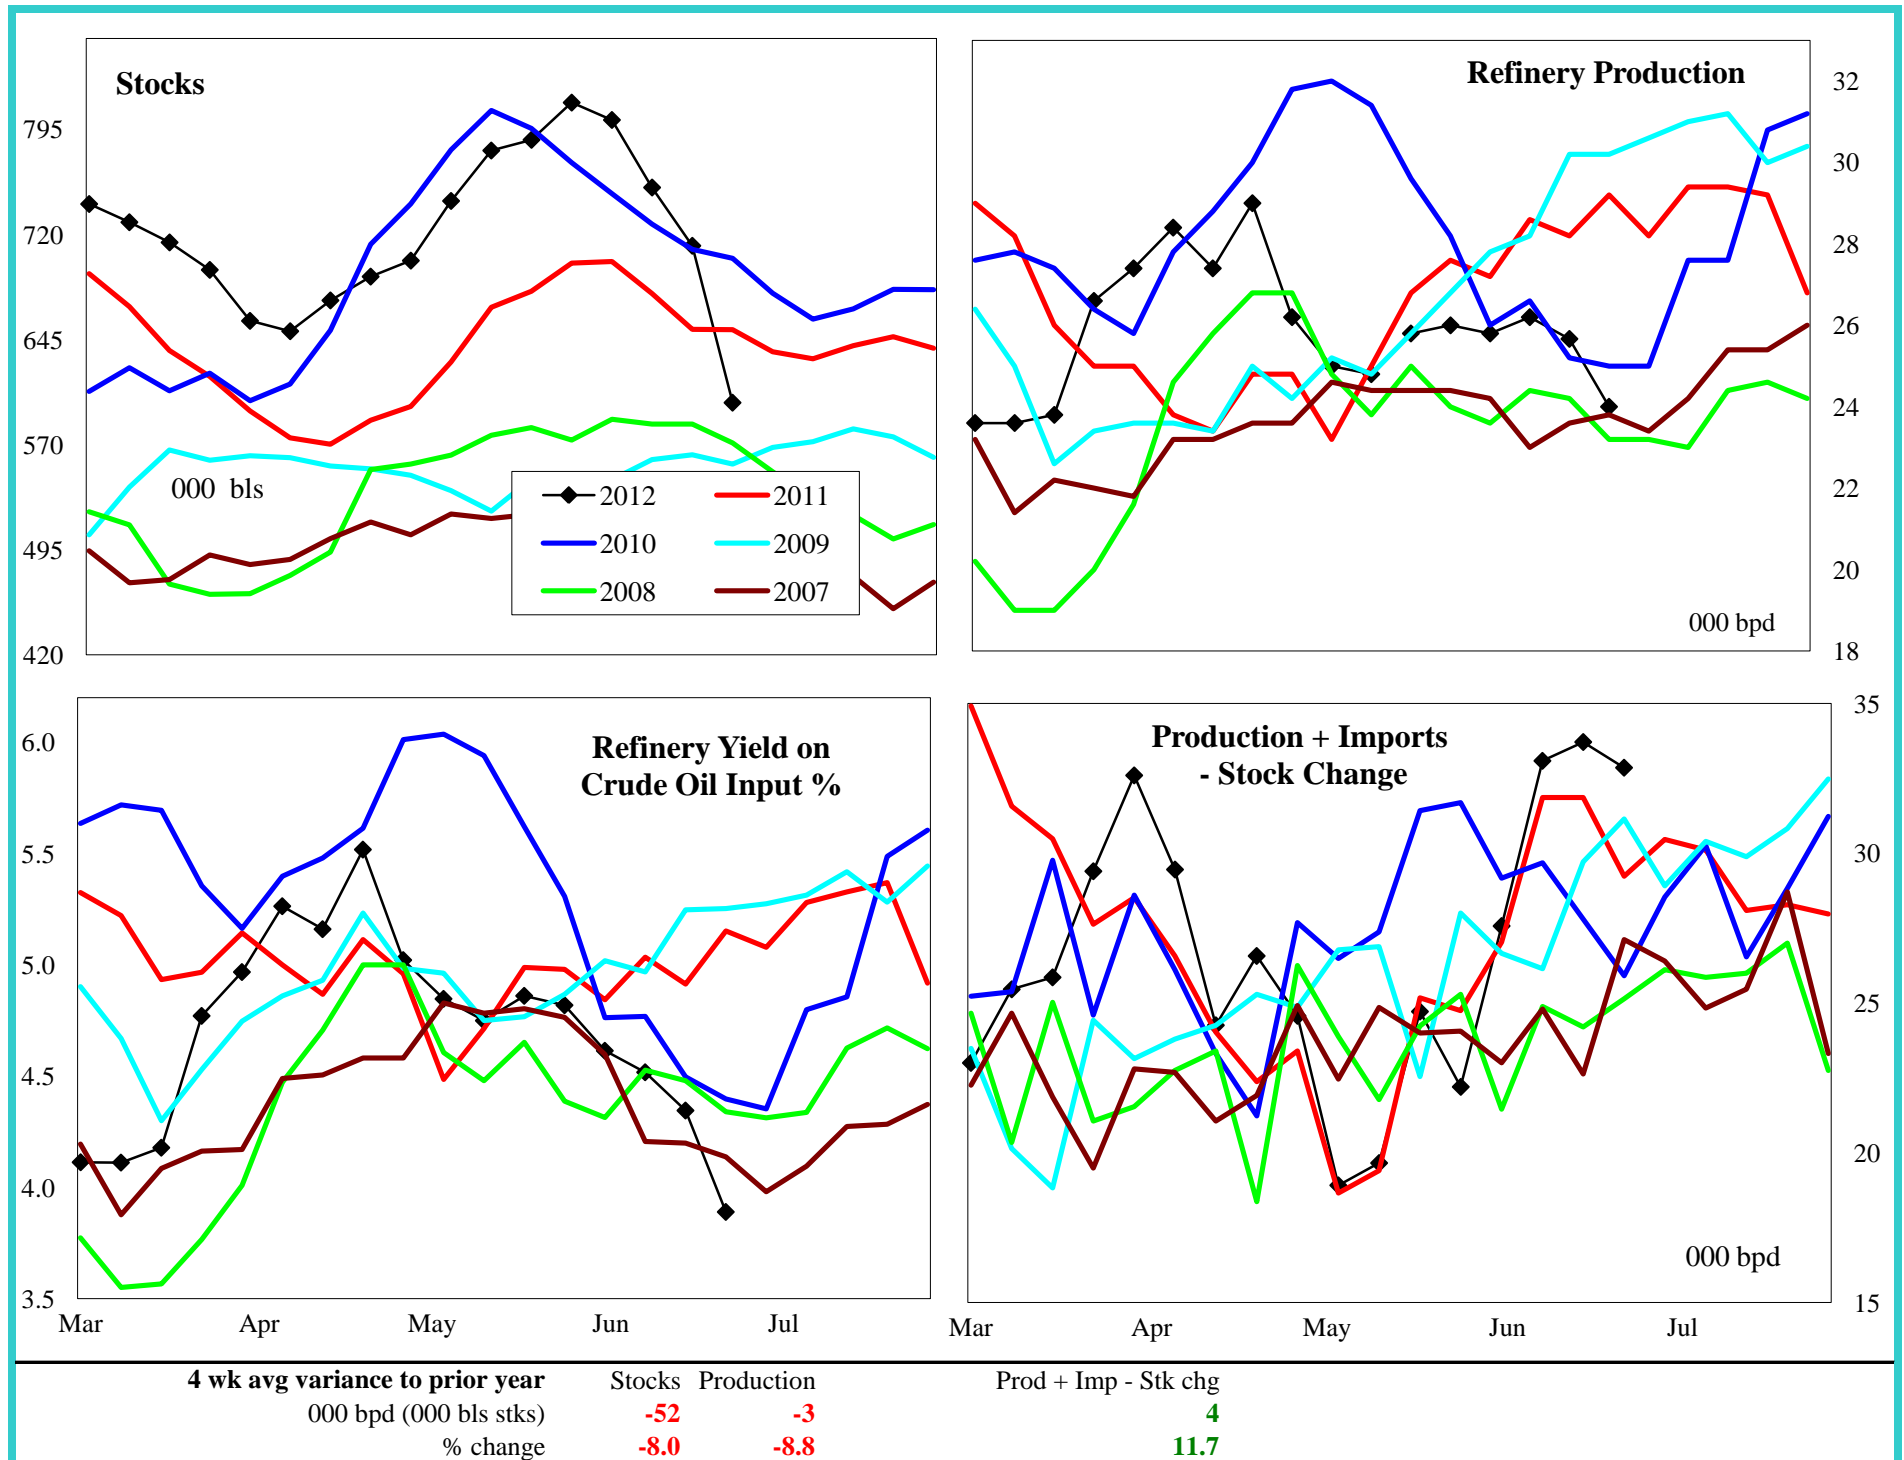 Stocks
795
720
645
570
495
420
000 bls
2012
2011
2010
2009
2008
2007
Refinery Production
32
30
28
26
24
22
20
18
000 bpd
Refinery Yield on
Crude Oil Input %
6.0
5.5
5.0
4.5
4.0
3.5
Mar Apr May Jun Jul
Production + Imports
- Stock Change
35
30
25
20
15
000 bpd
Mar Apr May Jun Jul
4 wk avg variance to prior year Stocks Production Prod + Imp - Stk chg
000 bpd (000 bls stks) -52 -3 4
% change -8.0 -8.8 11.7